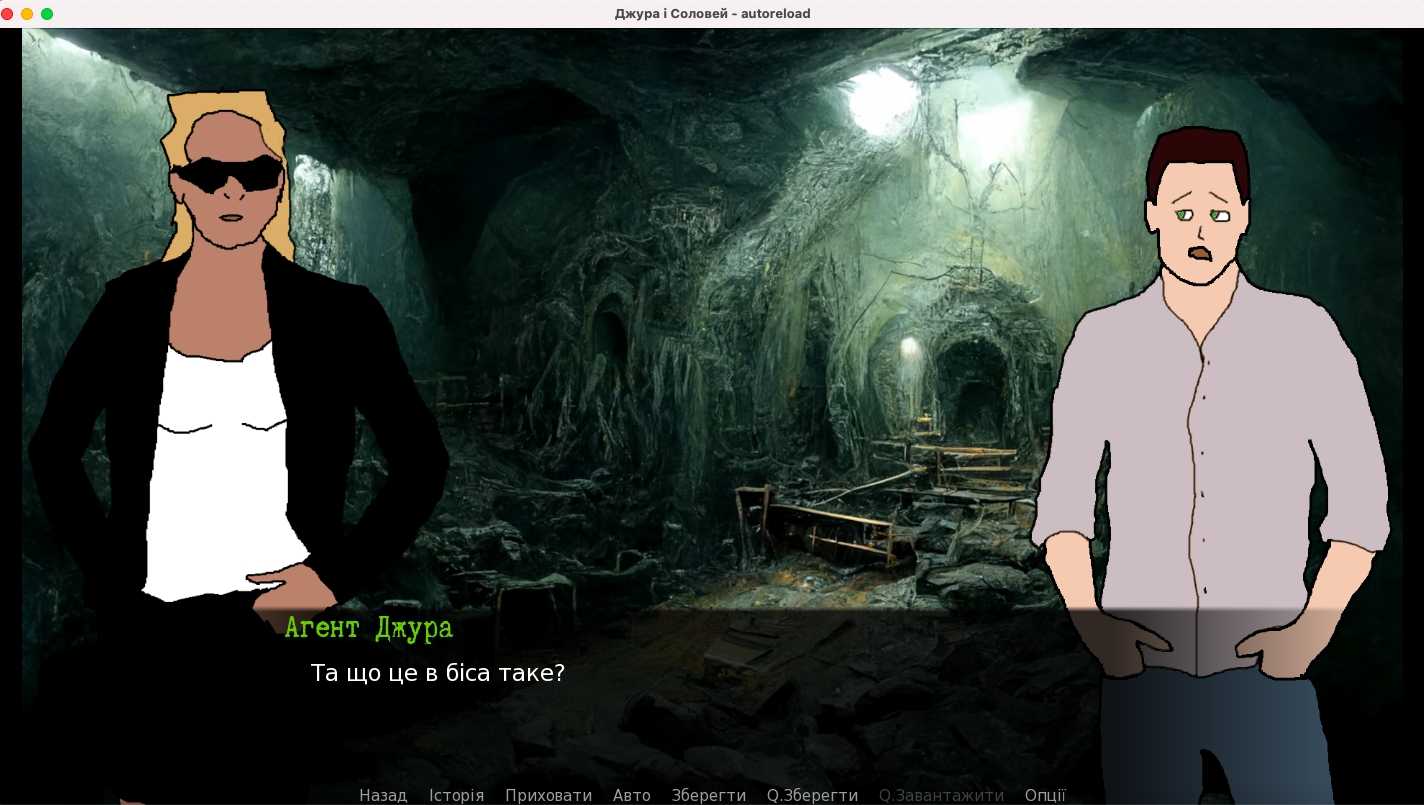 Джура і Соловей - autoreload
Агент Джура
Та що це в біса таке?
Назад Історія Приховати Авто Зберегти Q.Зберегти Q.Завантажити Опції